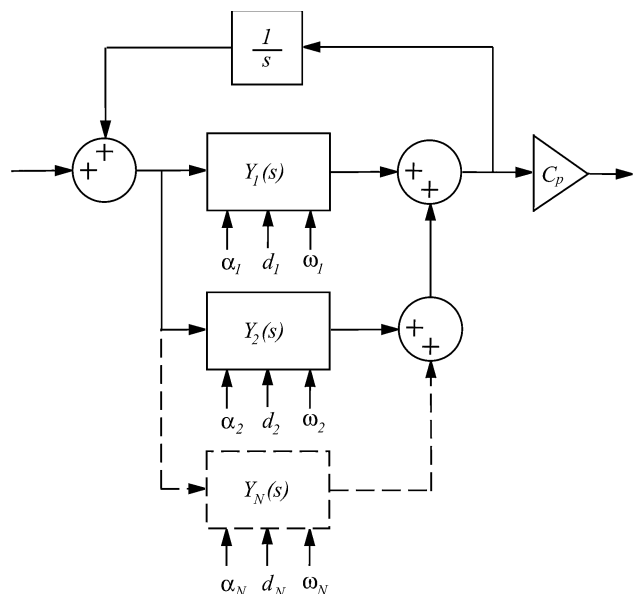 1
s
+
+
Y1(s)
+
+
Cp
α1 d1 ω1
Y2(s)
+
+
α2 d2 ω2
YN(s)
αN dN ωN